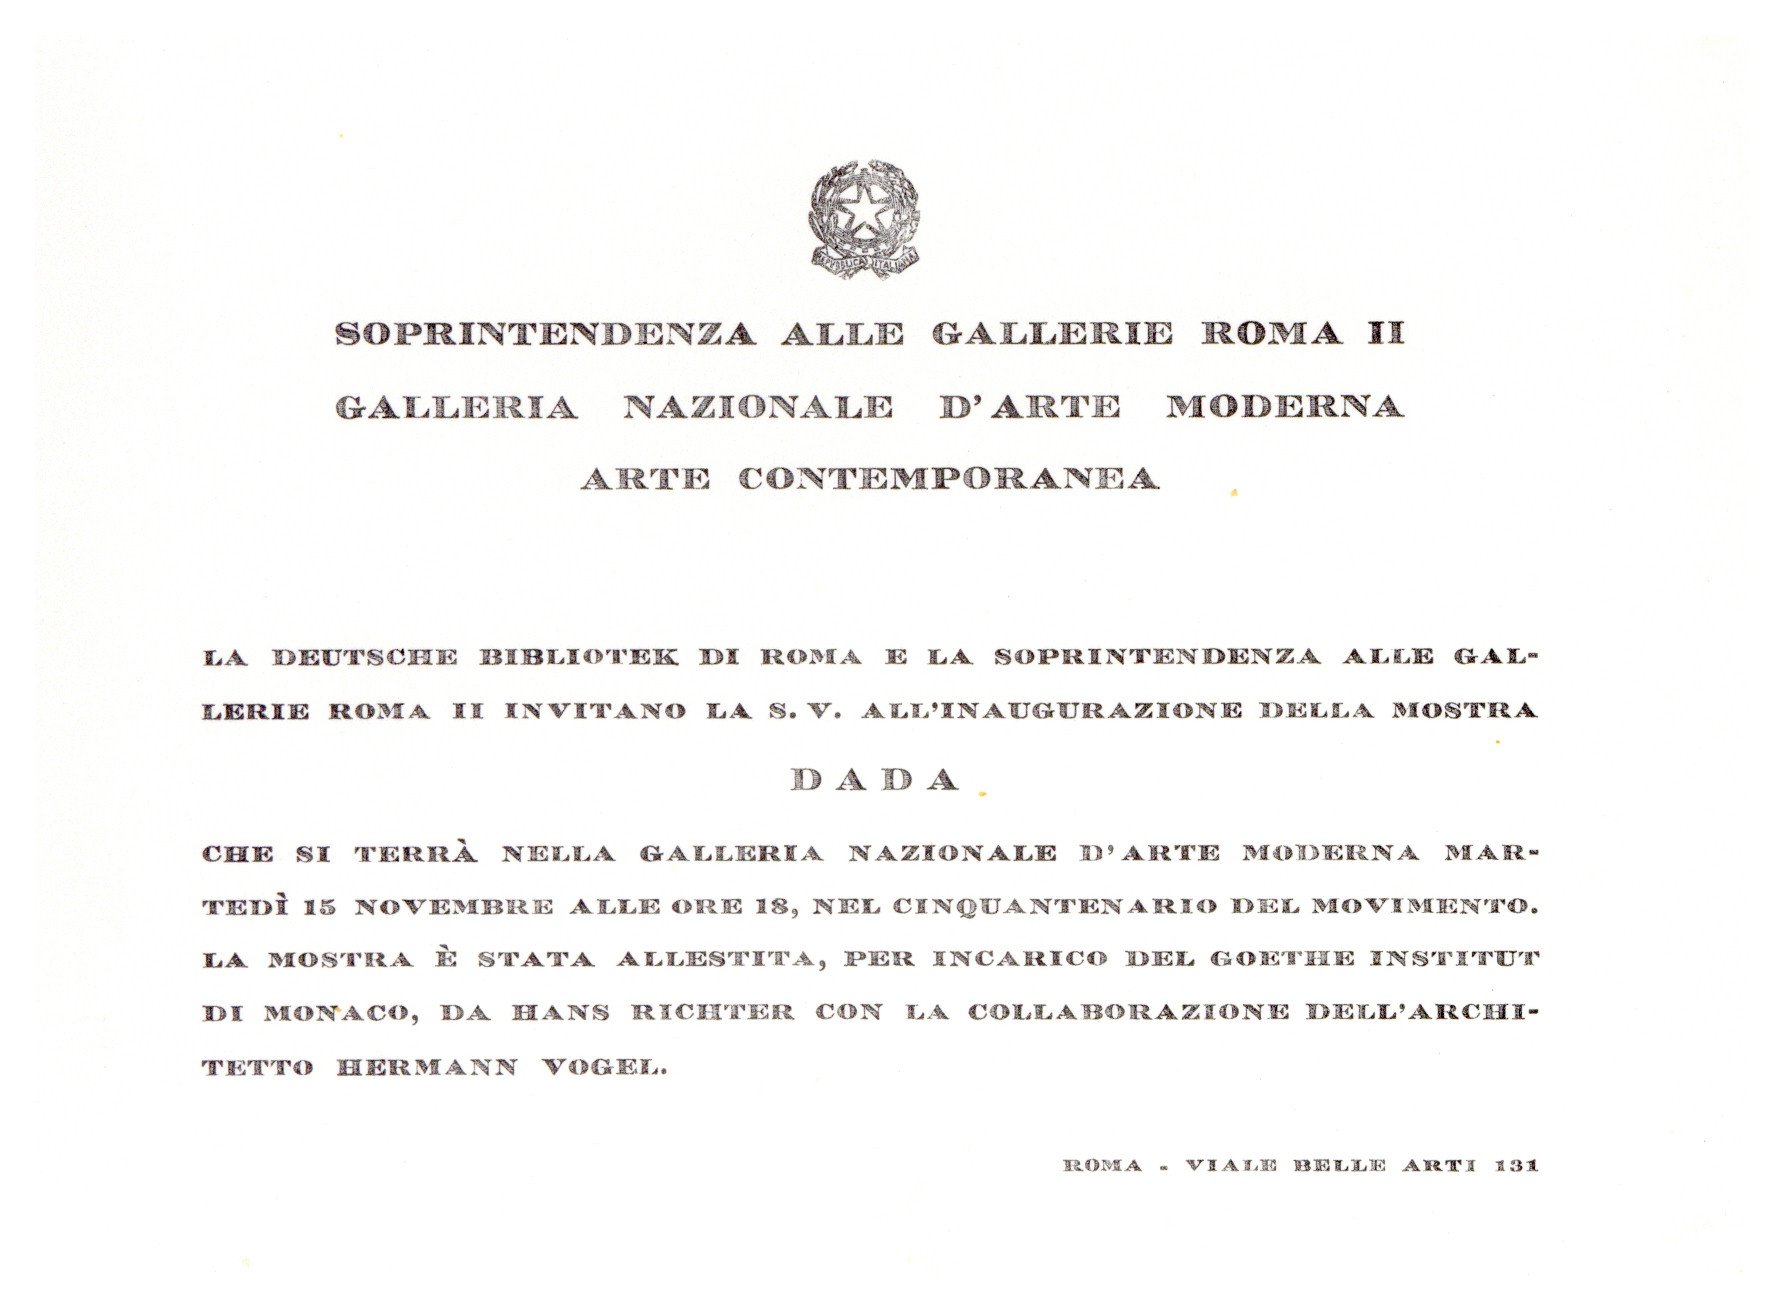 REPVBBLICA ITALIANA
SOPRINTENDENZA ALLE GALLERIE ROMA II
GALLERIA NAZIONALE D'ARTE MODERNA
ARTE CONTEMPORANEA
LA DEUTSCHE BIBLIOTEK DI ROMA E LA SOPRINTENDENZA ALLE GAL-
LERIE ROMA II INVITANO LA S. V. ALL'INAUGURAZIONE DELLA MOSTRA
DADA
CHE SI TERRÀ NELLA GALLERIA NAZIONALE D'ARTE MODERNA MAR-
TEDÌ 15 NOVEMBRE ALLE ORE 18, NEL CINQUANTENARIO DEL MOVIMENTO.
LA MOSTRA È STATA ALLESTITA, PER INCARICO DEL GOETHE INSTITUT
DI MONACO, DA HANS RICHTER CON LA COLLABORAZIONE DELL'ARCHI-
TETTO HERMANN VOGEL.
ROMA - VIALE BELLE ARTI 131